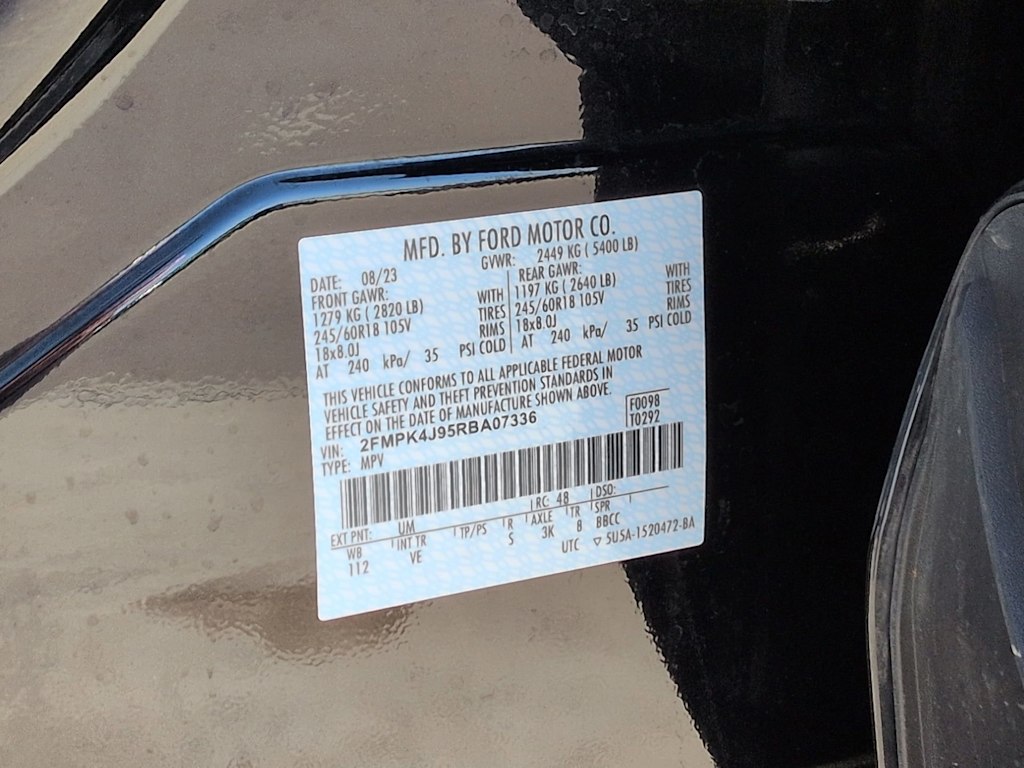 MFD. BY FORD MOTOR CO.
DATE: 08/23 GVWR: 2449 KG ( 5400 LB)
FRONT GAWR: WITH REAR GAWR: WITH
1279 KG ( 2820 LB) TIRES 1197 KG ( 2640 LB) TIRES
245/60R18 105V RIMS 245/60R18 105V RIMS
18x8.0J 18x8.0J
AT 240 kPa/ 35 PSI COLD AT 240 kPa/ 35 PSI COLD
THIS VEHICLE CONFORMS TO ALL APPLICABLE FEDERAL MOTOR
VEHICLE SAFETY AND THEFT PREVENTION STANDARDS IN
EFFECT ON THE DATE OF MANUFACTURE SHOWN ABOVE.
VIN: 2FMPK4J95RBA07336 F0098
TYPE: MPV T0292
EXT PNT: UM RC: 48 DSO:
WB INT TR TP/PS R AXLE TR SPR
112 VE S 3K 8 BBCC
UTC ▽ 5U5A-1520472-BA